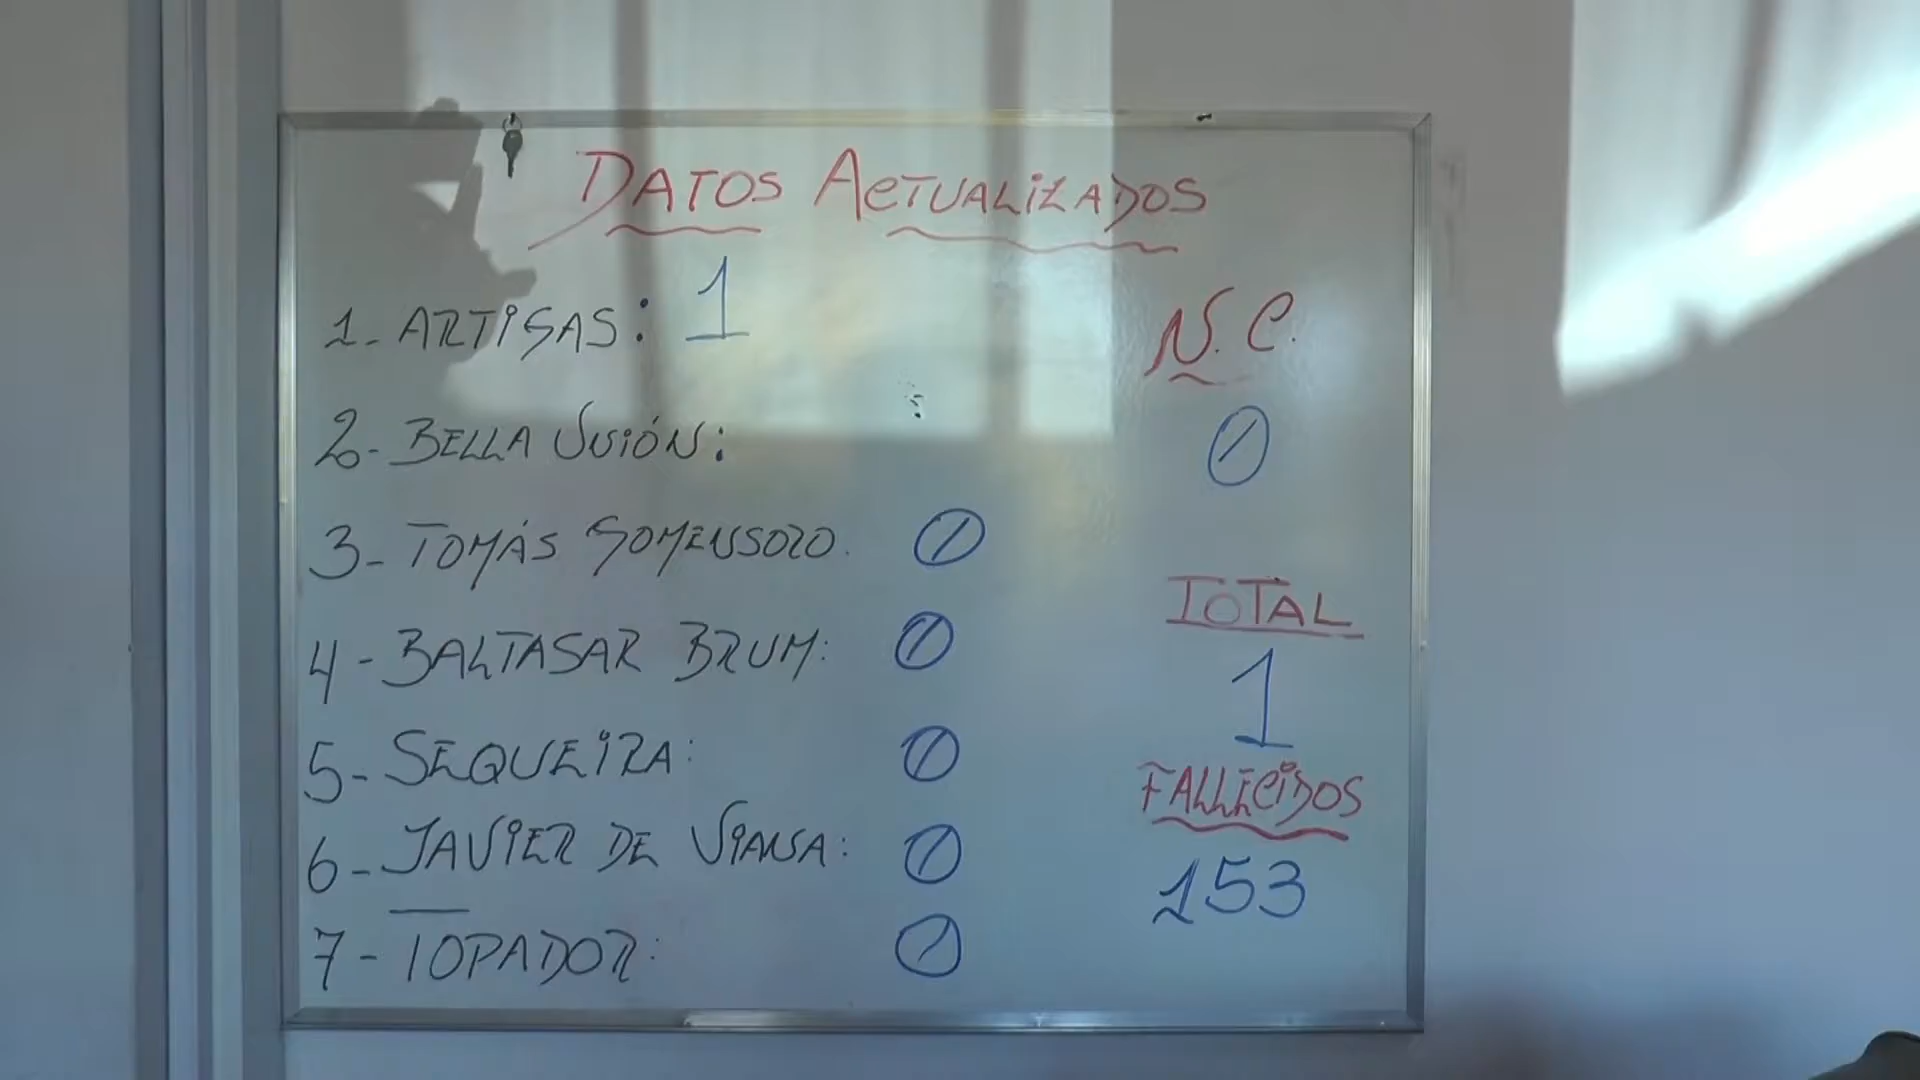 DATOS ACTUALIZADOS
1- ARTIGAS: 1
2- BELLA UNIÓN:
3- TOMÁS GOMENSORO. 0
4- BALTASAR BRUM: 0
5- SEQUEIRA: 0
6- JAVIER DE VIANA: 0
7- TOPADOR: 0
N.C.
0
TOTAL
1
FALLECIDOS
153